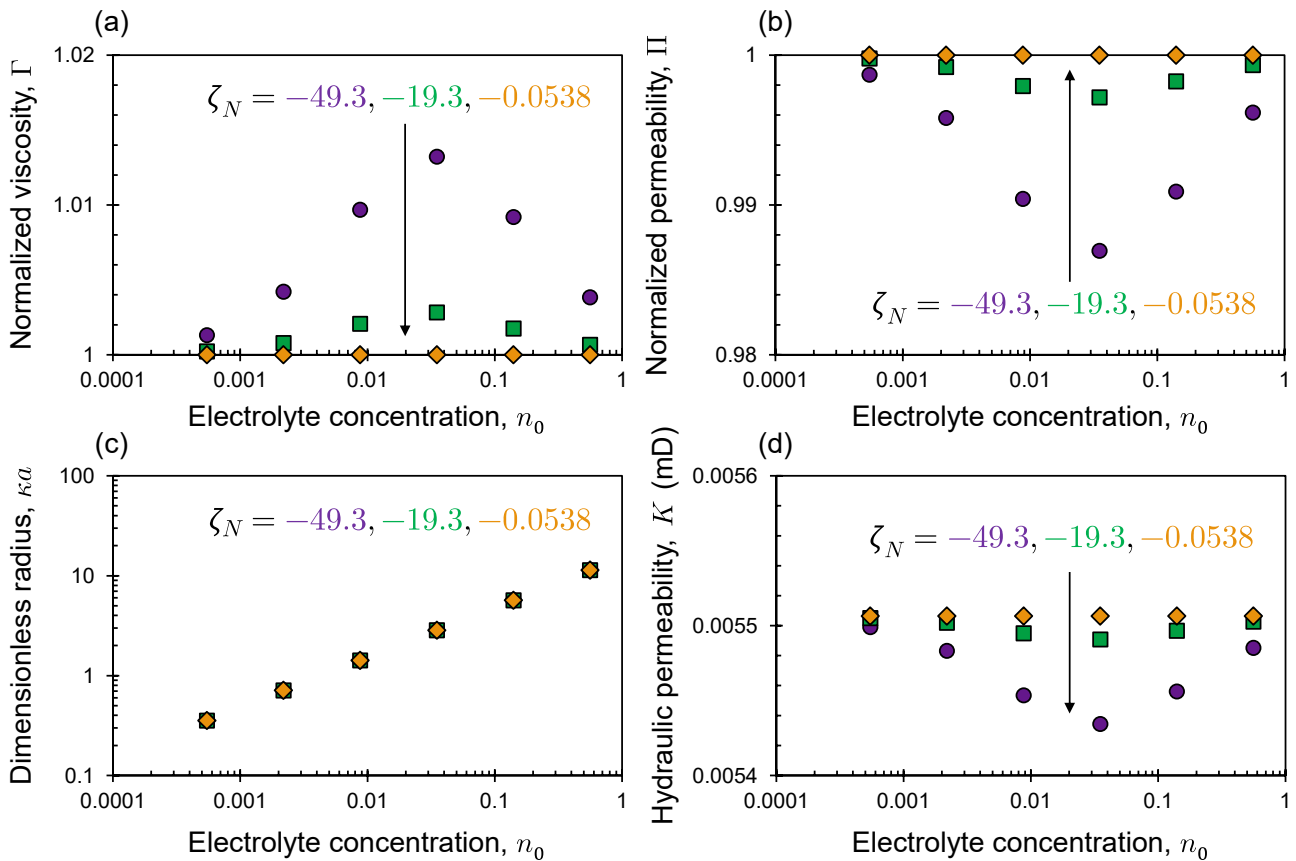 (a)
Normalized viscosity, Γ
1.02
1.01
1
ζN = −49.3, −19.3, −0.0538
0.0001
0.001
0.01
0.1
1
Electrolyte concentration, n0
(b)
Normalized permeability, Π
1
0.99
0.98
ζN = −49.3, −19.3, −0.0538
0.0001
0.001
0.01
0.1
1
Electrolyte concentration, n0
(c)
Dimensionless radius, κa
100
10
1
0.1
ζN = −49.3, −19.3, −0.0538
0.0001
0.001
0.01
0.1
1
Electrolyte concentration, n0
(d)
Hydraulic permeability, K (mD)
0.0056
0.0055
0.0054
ζN = −49.3, −19.3, −0.0538
0.0001
0.001
0.01
0.1
1
Electrolyte concentration, n0